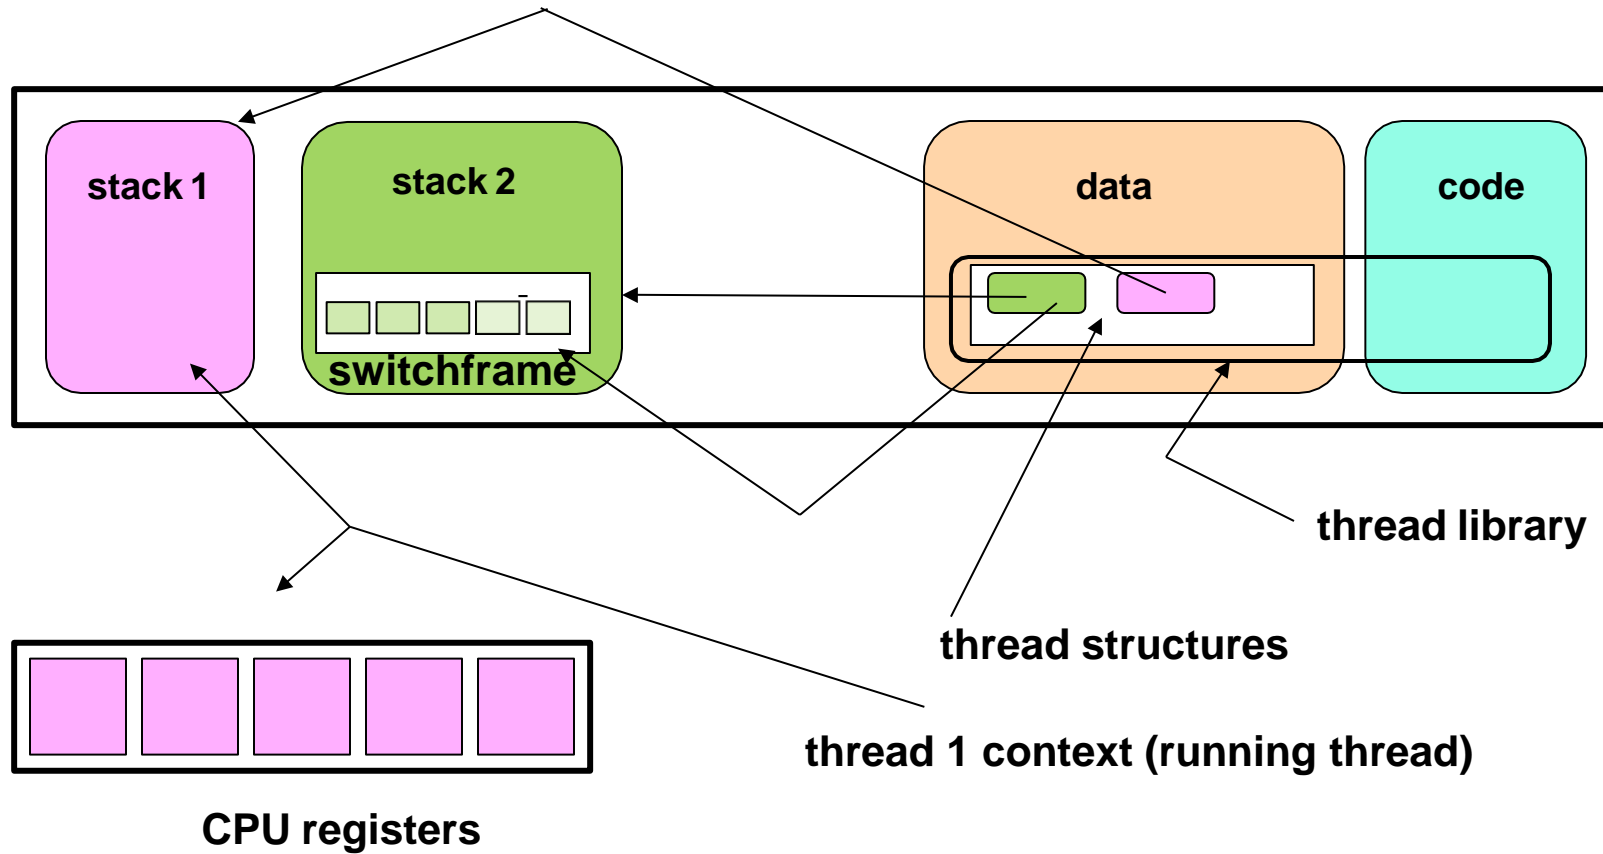 stack 1
stack 2
data
code
switchframe
thread library
thread structures
thread 1 context (running thread)
CPU registers